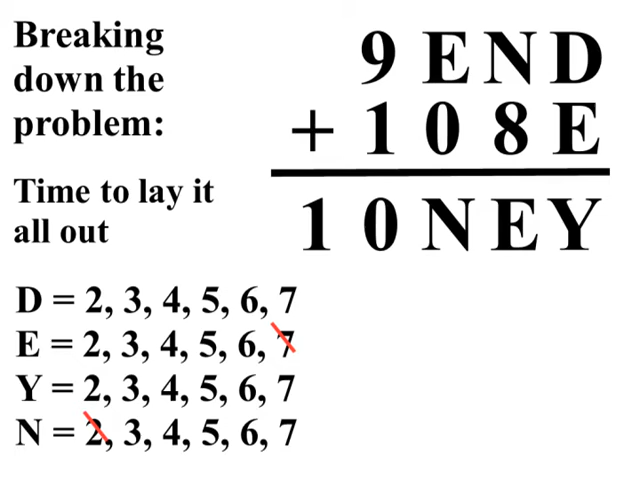 Breaking
down the
problem:
Time to lay it
all out
9 E N D
+ 1 0 8 E
1 0 N E Y
D = 2, 3, 4, 5, 6, 7
E = 2, 3, 4, 5, 6, 7
Y = 2, 3, 4, 5, 6, 7
N = 2, 3, 4, 5, 6, 7